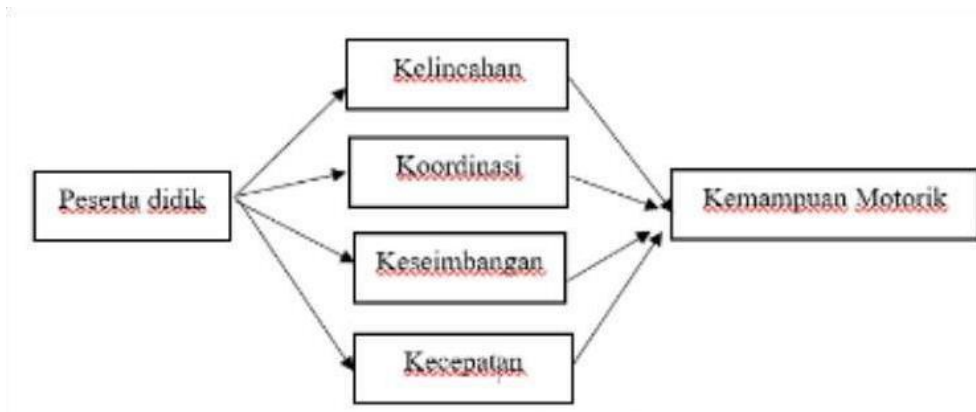 Kelincahan
Koordinasi
Peserta didik
Kemampuan Motorik
Keseimbangan
Kecepatan